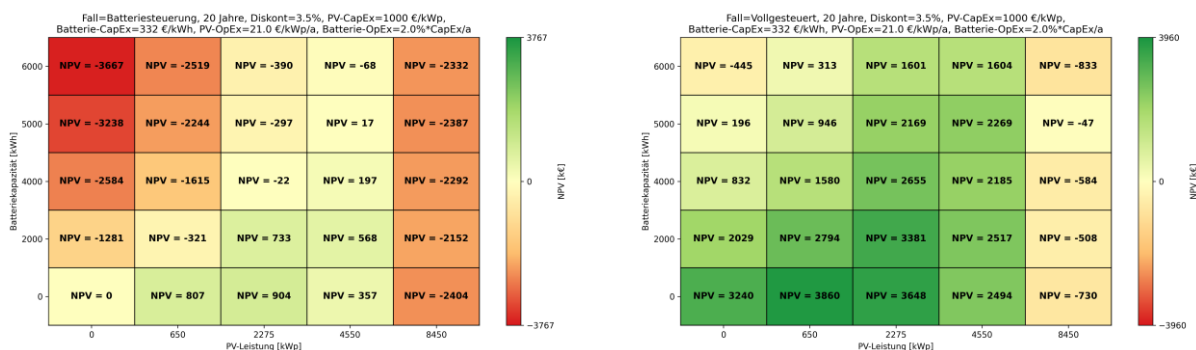 Fall=Batteriesteuerung, 20 Jahre, Diskont=3.5%, PV-CapEx=1000 €/kWp,
Batterie-CapEx=332 €/kWh, PV-OpEx=21.0 €/kWp/a, Batterie-OpEx=2.0%*CapEx/a
Batteriekapazität [kWh]
6000
NPV = -3667
NPV = -2519
NPV = -390
NPV = -68
NPV = -2332
5000
NPV = -3238
NPV = -2244
NPV = -297
NPV = 17
NPV = -2387
4000
NPV = -2584
NPV = -1615
NPV = -22
NPV = 197
NPV = -2292
2000
NPV = -1281
NPV = -321
NPV = 733
NPV = 568
NPV = -2152
0
NPV = 0
NPV = 807
NPV = 904
NPV = 357
NPV = -2404
0
650
2275
4550
8450
PV-Leistung [kWp]
3767
0
−3767
NPV [k€]
Fall=Vollgesteuert, 20 Jahre, Diskont=3.5%, PV-CapEx=1000 €/kWp,
Batterie-CapEx=332 €/kWh, PV-OpEx=21.0 €/kWp/a, Batterie-OpEx=2.0%*CapEx/a
Batteriekapazität [kWh]
6000
NPV = -445
NPV = 313
NPV = 1601
NPV = 1604
NPV = -833
5000
NPV = 196
NPV = 946
NPV = 2169
NPV = 2269
NPV = -47
4000
NPV = 832
NPV = 1580
NPV = 2655
NPV = 2185
NPV = -584
2000
NPV = 2029
NPV = 2794
NPV = 3381
NPV = 2517
NPV = -508
0
NPV = 3240
NPV = 3860
NPV = 3648
NPV = 2494
NPV = -730
0
650
2275
4550
8450
PV-Leistung [kWp]
3960
0
−3960
NPV [k€]